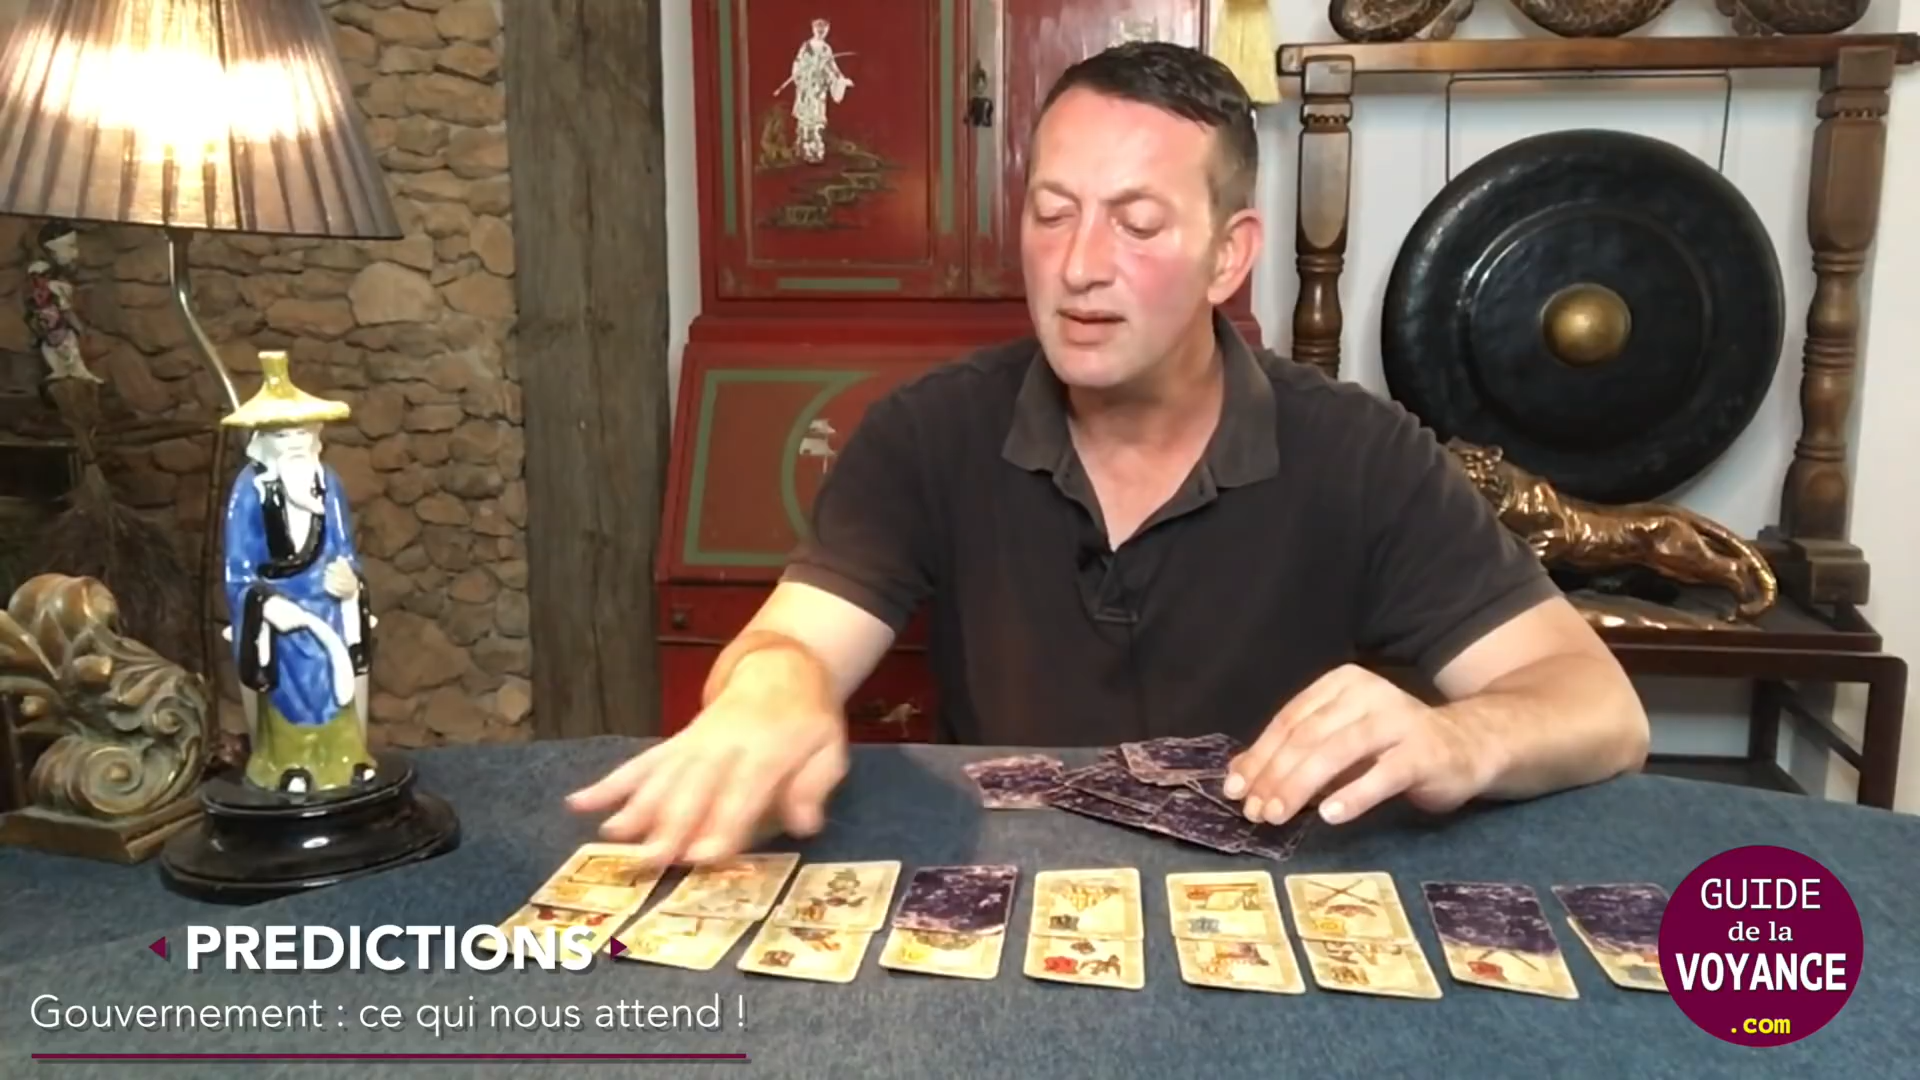 PREDICTIONS
Gouvernement : ce qui nous attend !
GUIDE
de la
VOYANCE
.com